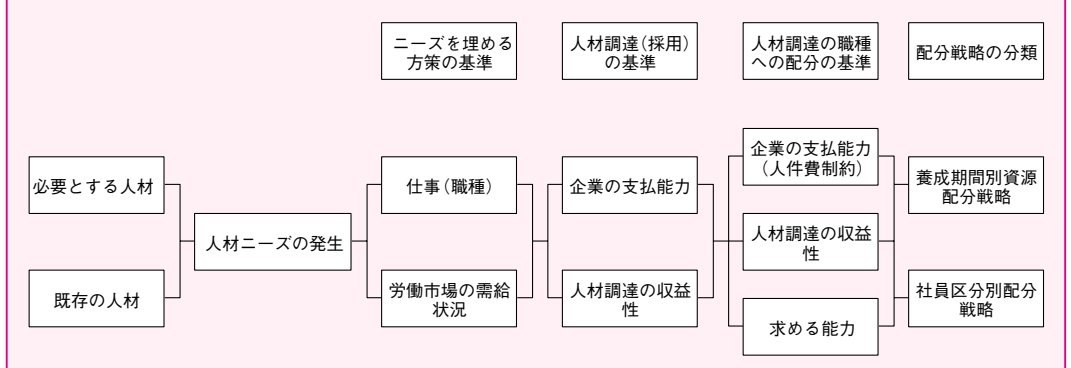 ニーズを埋める
方策の基準
人材調達(採用)
の基準
人材調達の職種
への配分の基準
配分戦略の分類
必要とする人材
既存の人材
人材ニーズの発生
仕事(職種)
労働市場の需給
状況
企業の支払能力
人材調達の収益
性
企業の支払能力
(人件費制約)
人材調達の収益
性
求める能力
養成期間別資源
配分戦略
社員区分別配分
戦略